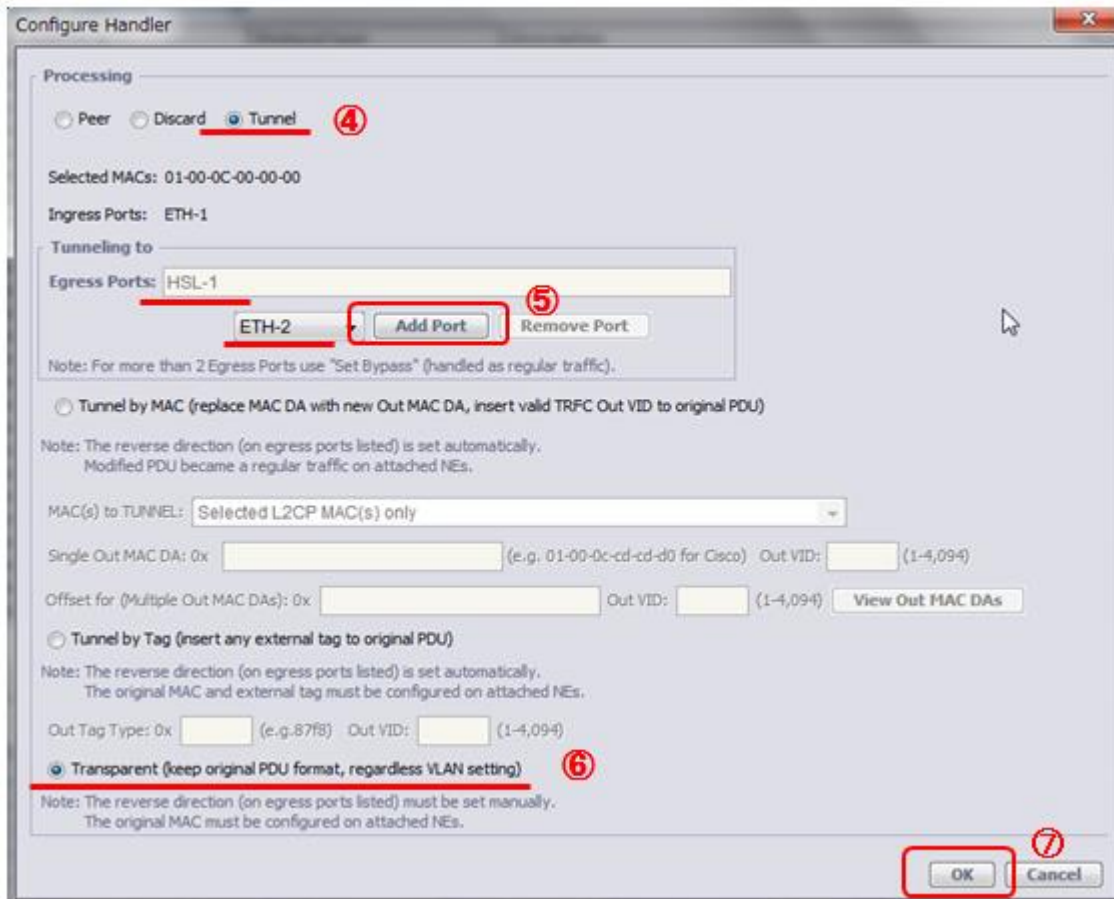 Configure Handler
Processing
Peer Discard Tunnel ④
Selected MACs: 01-00-0C-00-00-00
Ingress Ports: ETH-1
Tunneling to
Egress Ports: HSL-1
⑤
ETH-2 Add Port Remove Port
Note: For more than 2 Egress Ports use "Set Bypass" (handled as regular traffic).
Tunnel by MAC (replace MAC DA with new Out MAC DA, insert valid TRFC Out VID to original PDU)
Note: The reverse direction (on egress ports listed) is set automatically.
Modified PDU became a regular traffic on attached NEs.
MAC(s) to TUNNEL: Selected L2CP MAC(s) only
Single Out MAC DA: 0x (e.g. 01-00-0c-cd-cd-d0 for Cisco) Out VID: (1-4,094)
Offset for (Multiple Out MAC DAs): 0x Out VID: (1-4,094) View Out MAC DAs
Tunnel by Tag (insert any external tag to original PDU)
Note: The reverse direction (on egress ports listed) is set automatically.
The original MAC and external tag must be configured on attached NEs.
Out Tag Type: 0x (e.g.87f8) Out VID: (1-4,094)
Transparent (keep original PDU format, regardless VLAN setting) ⑥
Note: The reverse direction (on egress ports listed) must be set manually.
The original MAC must be configured on attached NEs.
⑦
OK Cancel